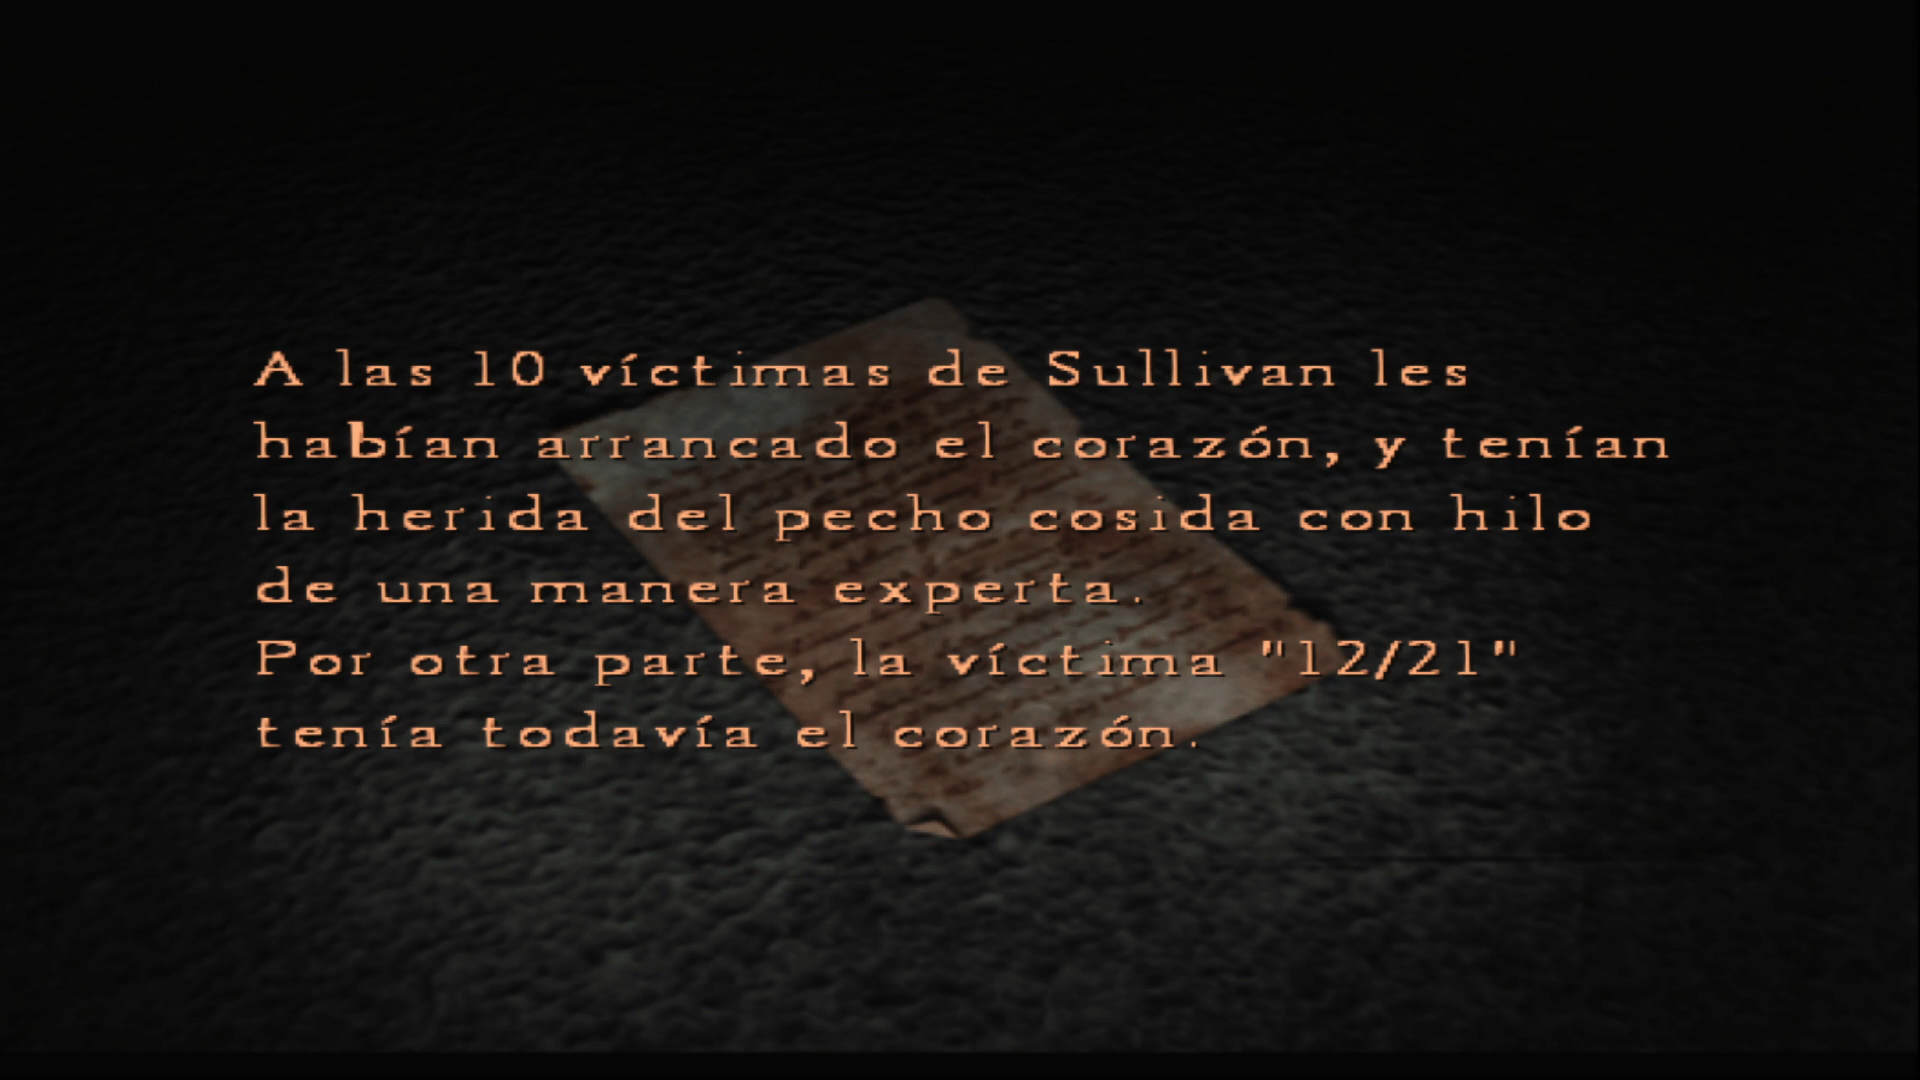 A las 10 víctimas de Sullivan les
habían arrancado el corazón, y tenían
la herida del pecho cosida con hilo
de una manera experta.
Por otra parte, la víctima "12/21"
tenía todavía el corazón.